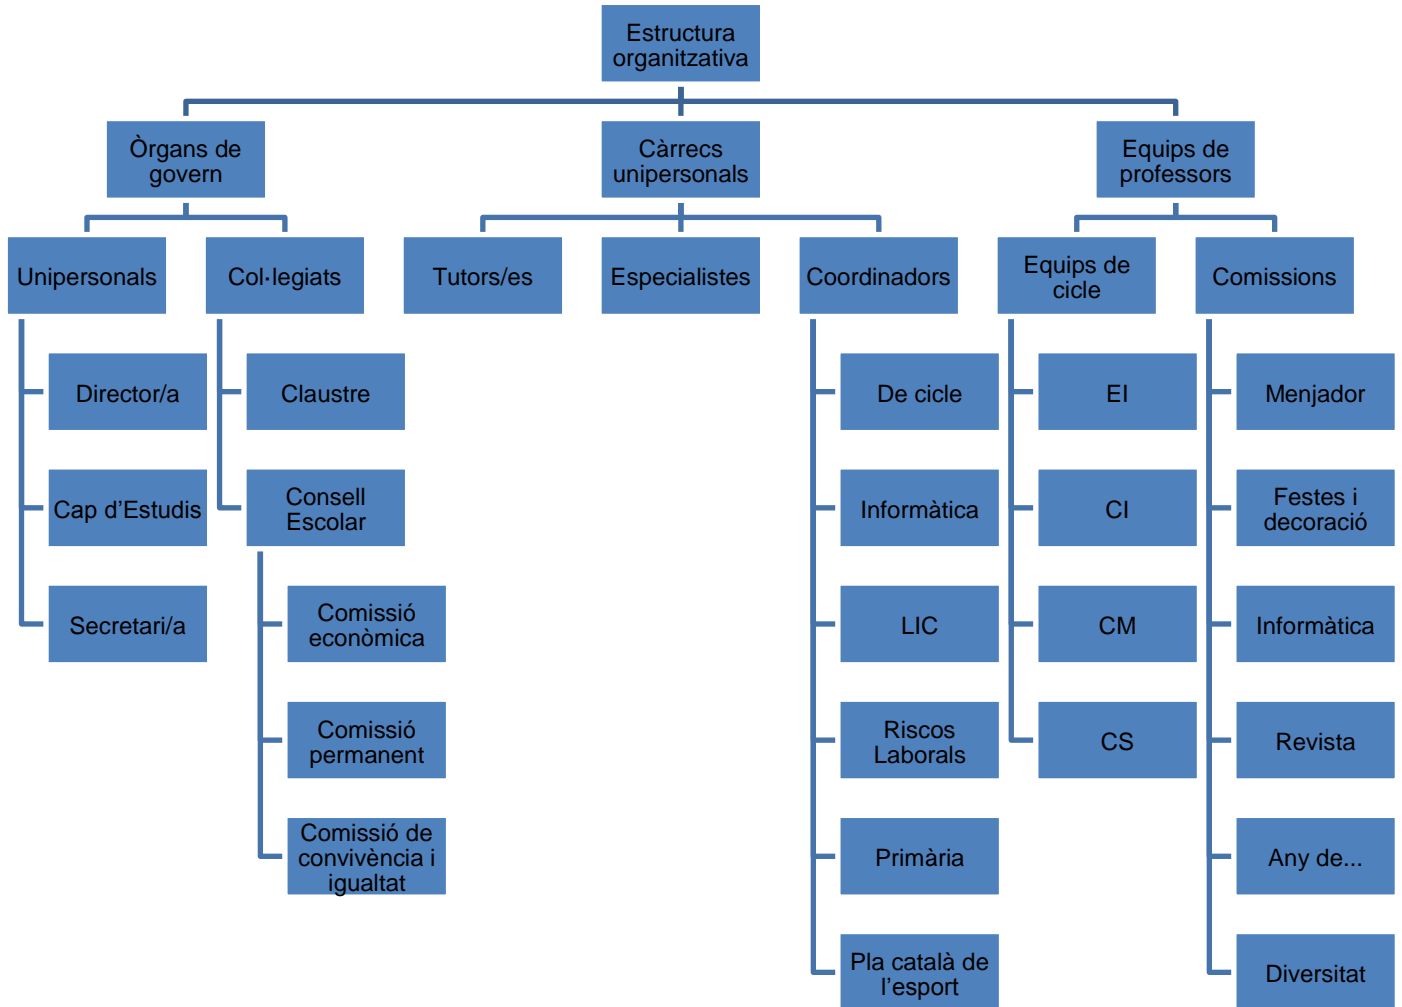 Estructura
organitzativa
Òrgans de
govern
Càrrecs
unipersonals
Equips de
professors
Unipersonals
Col·legiats
Tutors/es
Especialistes
Coordinadors
Equips de
cicle
Comissions
Director/a
Claustre
De cicle
EI
Menjador
Cap d’Estudis
Consell
Escolar
Informàtica
CI
Festes i
decoració
Secretari/a
Comissió
econòmica
LIC
CM
Informàtica
Comissió
permanent
Riscos
Laborals
CS
Revista
Comissió de
convivència i
igualtat
Primària
Any de...
Pla català de
l’esport
Diversitat